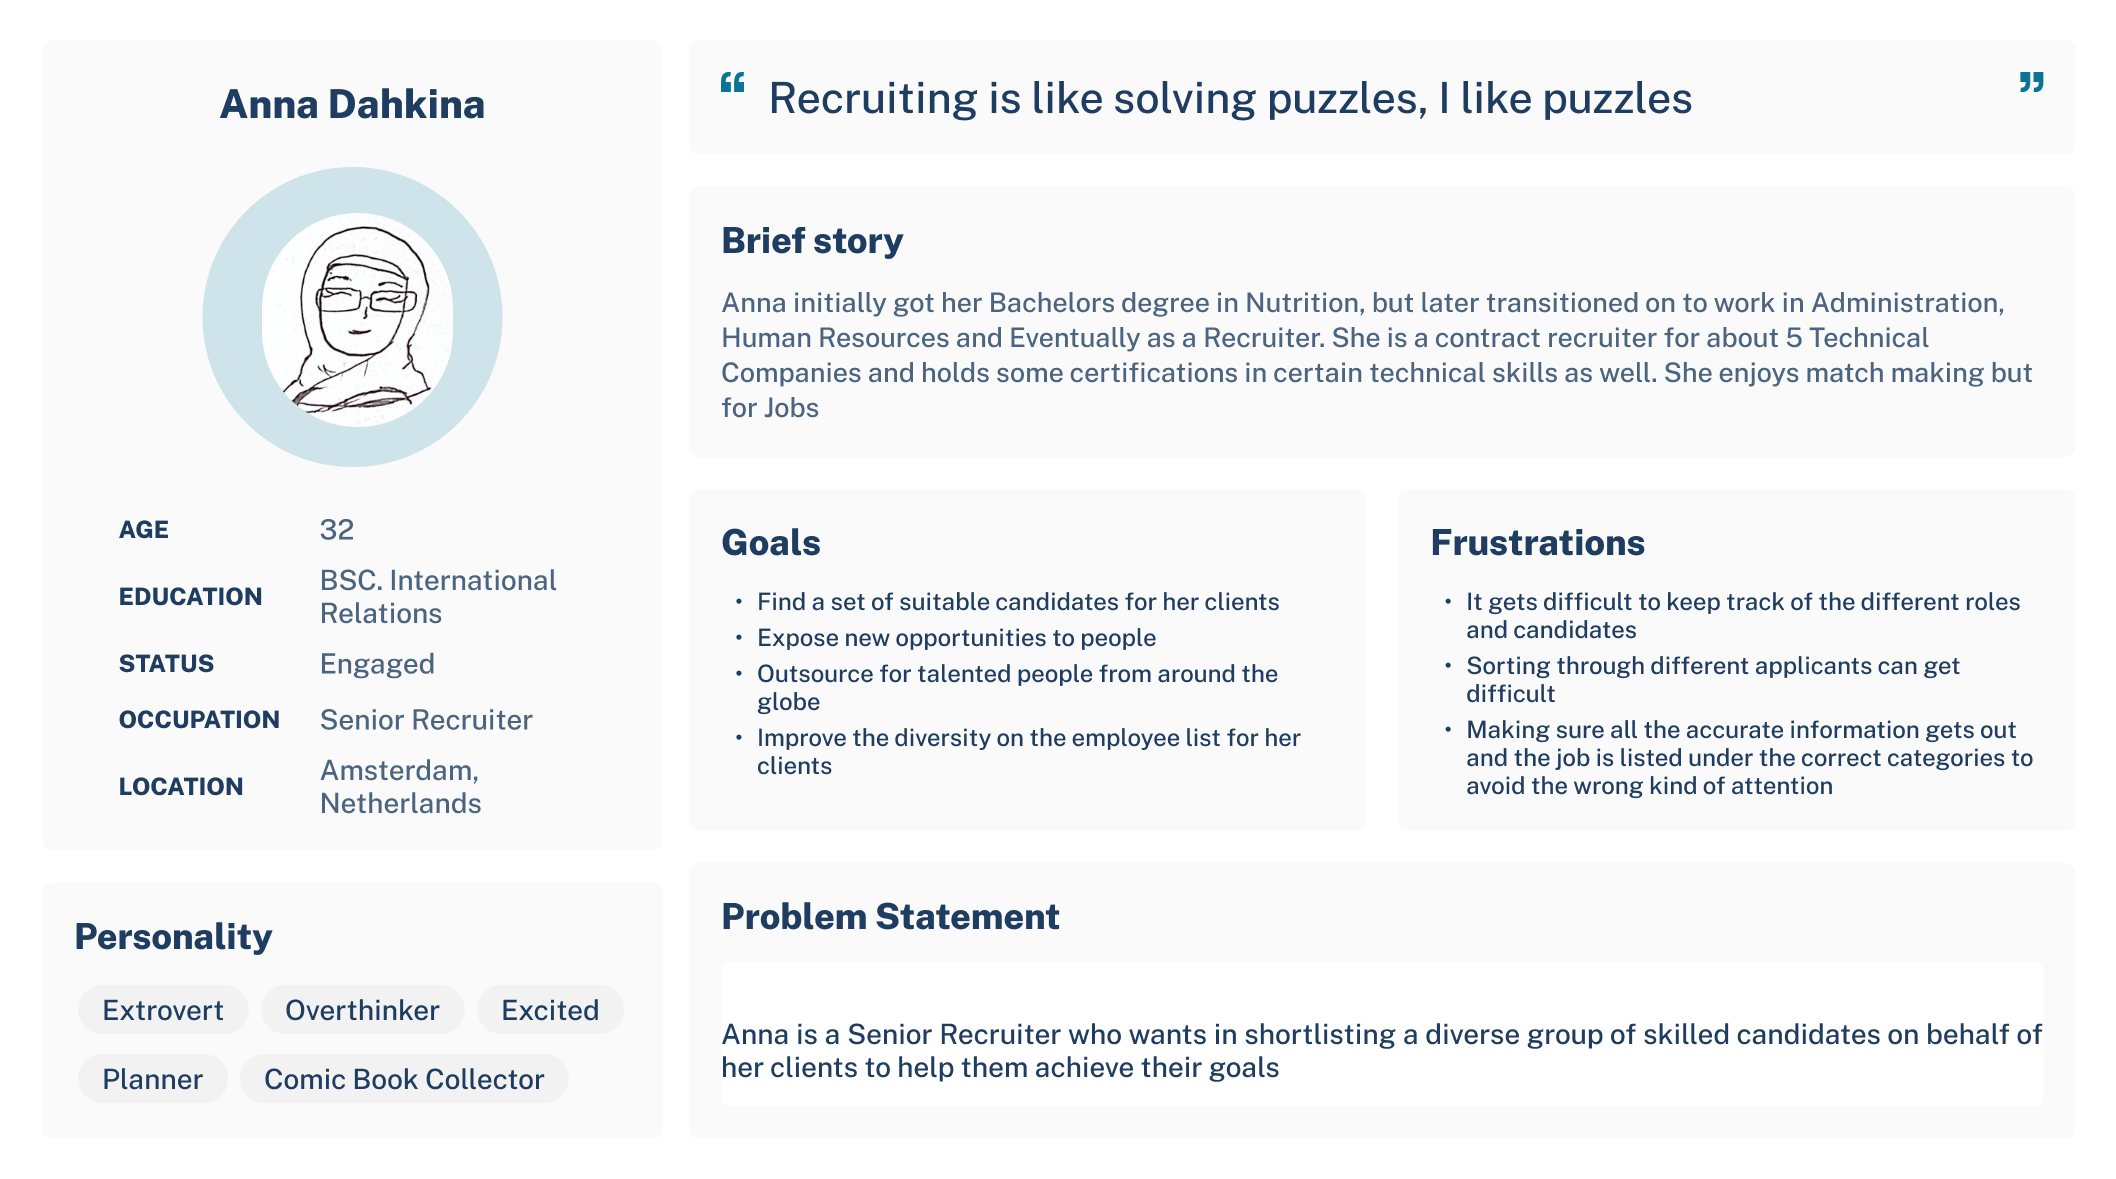 Anna Dahkina
AGE 32
EDUCATION BSC. International
Relations
STATUS Engaged
OCCUPATION Senior Recruiter
LOCATION Amsterdam,
Netherlands
Personality
Extrovert Overthinker Excited
Planner Comic Book Collector
“ Recruiting is like solving puzzles, I like puzzles ”
Brief story
Anna initially got her Bachelors degree in Nutrition, but later transitioned on to work in Administration,
Human Resources and Eventually as a Recruiter. She is a contract recruiter for about 5 Technical
Companies and holds some certifications in certain technical skills as well. She enjoys match making but
for Jobs
Goals
• Find a set of suitable candidates for her clients
• Expose new opportunities to people
• Outsource for talented people from around the
globe
• Improve the diversity on the employee list for her
clients
Frustrations
• It gets difficult to keep track of the different roles
and candidates
• Sorting through different applicants can get
difficult
• Making sure all the accurate information gets out
and the job is listed under the correct categories to
avoid the wrong kind of attention
Problem Statement
Anna is a Senior Recruiter who wants in shortlisting a diverse group of skilled candidates on behalf of
her clients to help them achieve their goals